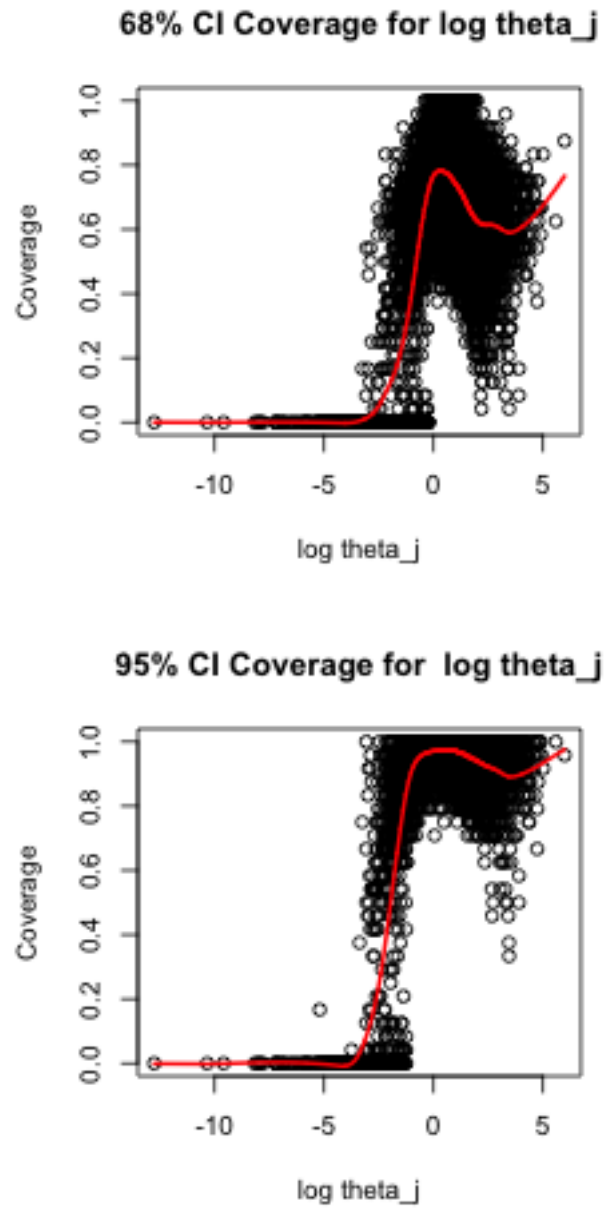 68% CI Coverage for log theta_j
Coverage
0.0 0.2 0.4 0.6 0.8 1.0
-10 -5 0 5
log theta_j
95% CI Coverage for log theta_j
Coverage
0.0 0.2 0.4 0.6 0.8 1.0
-10 -5 0 5
log theta_j